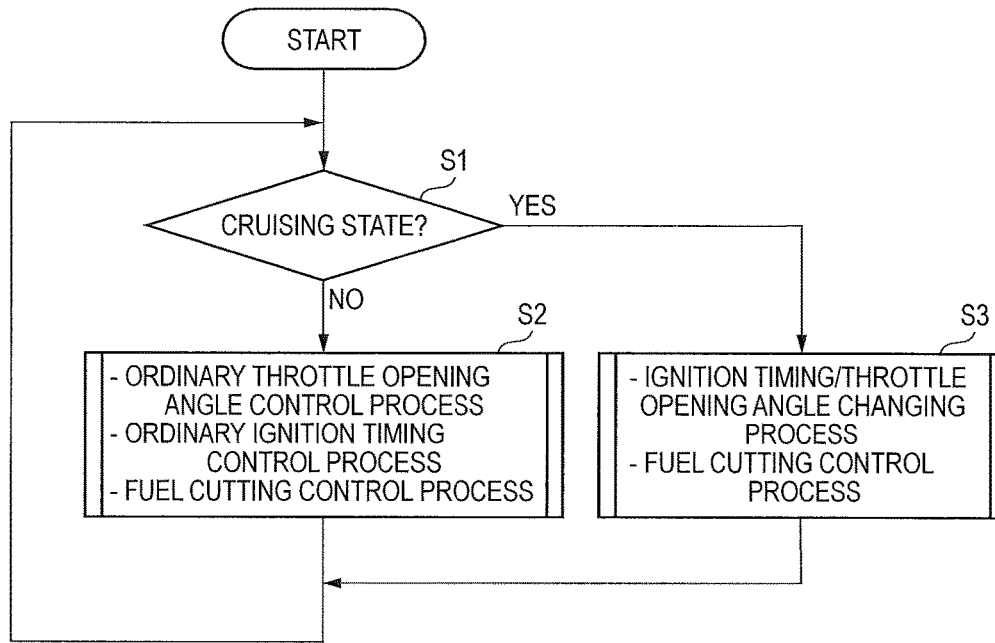 START
S1
CRUISING STATE?
YES
NO
S2
- ORDINARY THROTTLE OPENING
ANGLE CONTROL PROCESS
- ORDINARY IGNITION TIMING
CONTROL PROCESS
- FUEL CUTTING CONTROL PROCESS
S3
- IGNITION TIMING/THROTTLE
OPENING ANGLE CHANGING
PROCESS
- FUEL CUTTING CONTROL
PROCESS